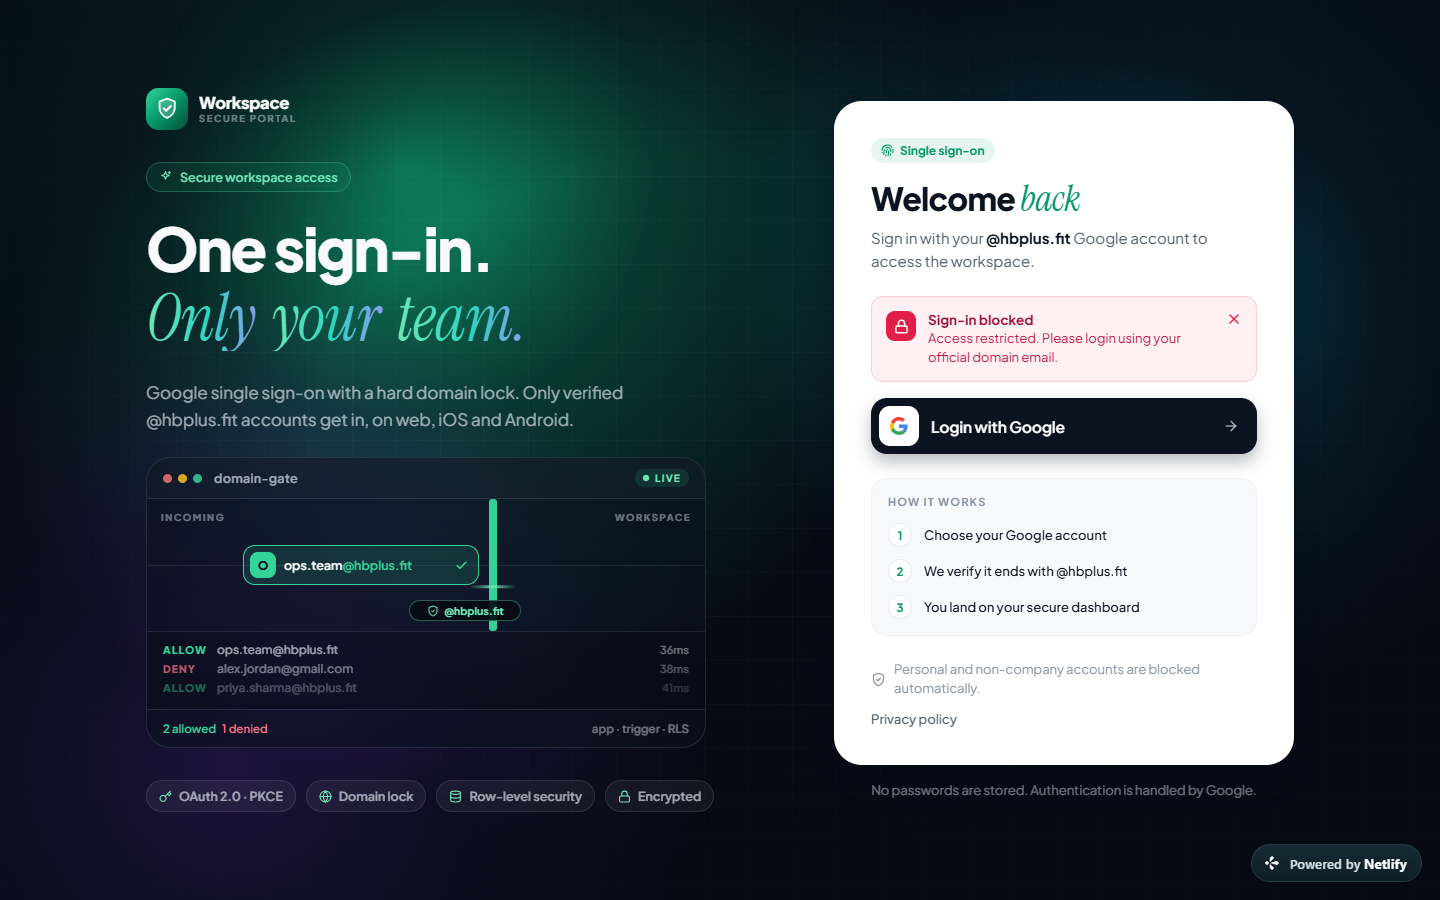 Workspace
SECURE PORTAL
Secure workspace access
One sign-in.
Only your team.
Google single sign-on with a hard domain lock. Only verified
@hbplus.fit accounts get in, on web, iOS and Android.
domain-gate
LIVE
INCOMING
WORKSPACE
ops.team@hbplus.fit
@hbplus.fit
ALLOW ops.team@hbplus.fit 36ms
DENY alex.jordan@gmail.com 38ms
ALLOW priya.sharma@hbplus.fit 41ms
2 allowed 1 denied
app · trigger · RLS
OAuth 2.0 · PKCE
Domain lock
Row-level security
Encrypted
Single sign-on
Welcome back
Sign in with your @hbplus.fit Google account to
access the workspace.
Sign-in blocked
Access restricted. Please login using your
official domain email.
Login with Google
HOW IT WORKS
1 Choose your Google account
2 We verify it ends with @hbplus.fit
3 You land on your secure dashboard
Personal and non-company accounts are blocked
automatically.
Privacy policy
No passwords are stored. Authentication is handled by Google.
Powered by Netlify